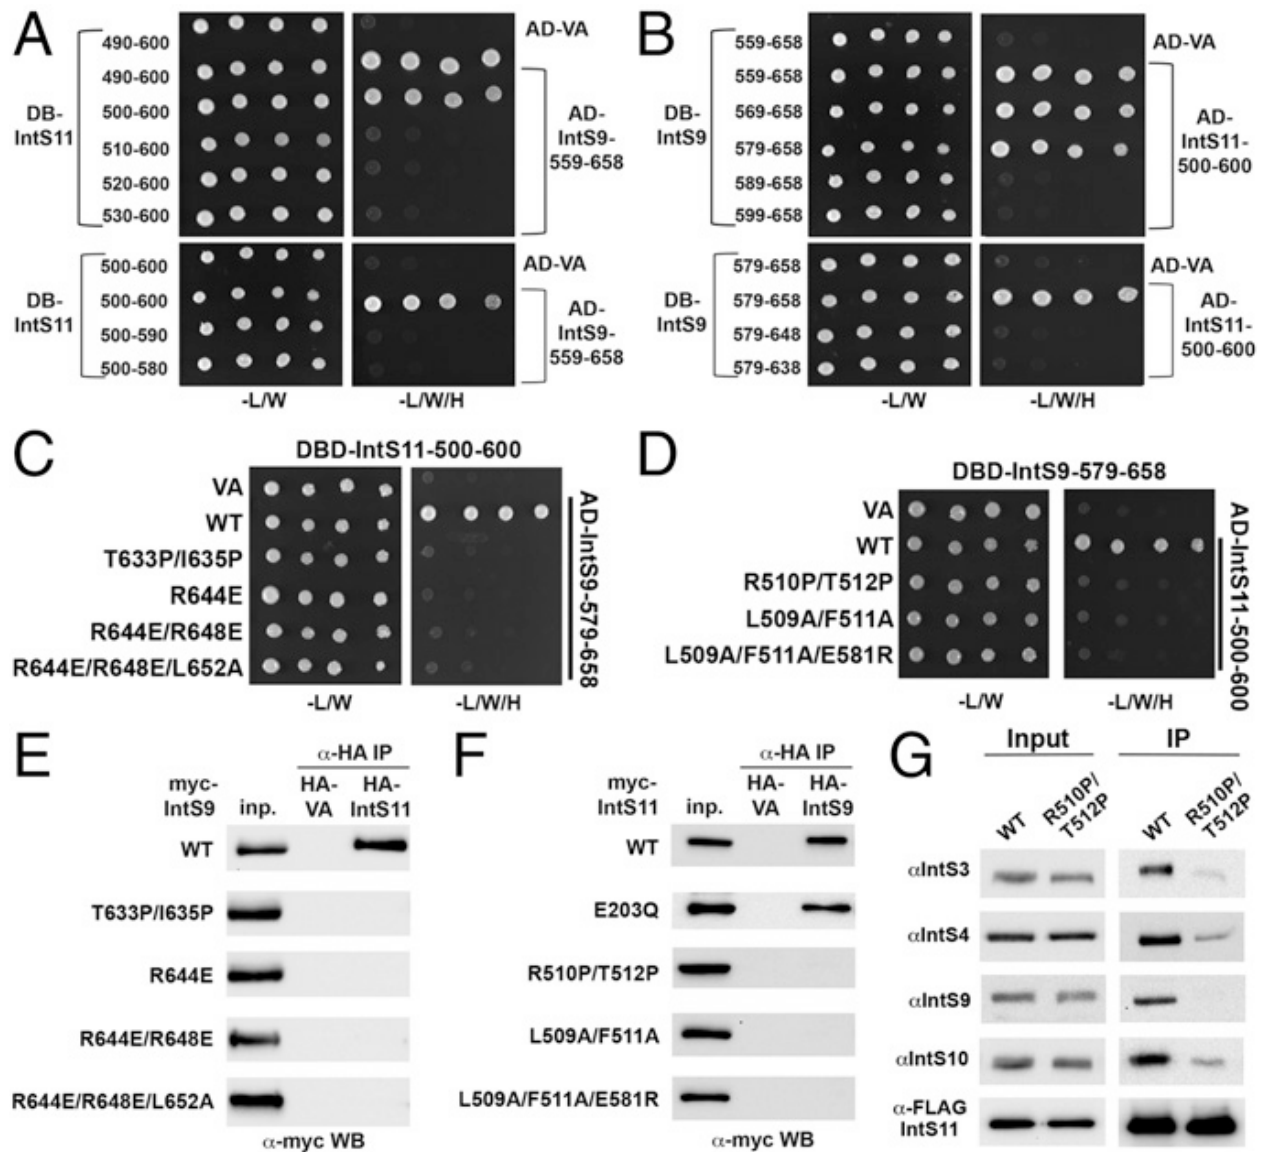 A
DB-
IntS11
490-600
490-600
500-600
510-600
520-600
530-600
AD-VA
AD-
IntS9-
559-658
DB-
IntS11
500-600
500-600
500-590
500-580
AD-VA
AD-
IntS9-
559-658
-L/W
-L/W/H
B
DB-
IntS9
559-658
559-658
569-658
579-658
589-658
599-658
AD-VA
AD-
IntS11-
500-600
DB-
IntS9
579-658
579-658
579-648
579-638
AD-VA
AD-
IntS11-
500-600
-L/W
-L/W/H
C
DBD-IntS11-500-600
VA
WT
T633P/I635P
R644E
R644E/R648E
R644E/R648E/L652A
AD-IntS9-579-658
-L/W
-L/W/H
D
DBD-IntS9-579-658
VA
WT
R510P/T512P
L509A/F511A
L509A/F511A/E581R
AD-IntS11-500-600
-L/W
-L/W/H
E
α-HA IP
myc-
IntS9
inp.
HA-
VA
HA-
IntS11
WT
T633P/I635P
R644E
R644E/R648E
R644E/R648E/L652A
α-myc WB
F
α-HA IP
myc-
IntS11
inp.
HA-
VA
HA-
IntS9
WT
E203Q
R510P/T512P
L509A/F511A
L509A/F511A/E581R
α-myc WB
G
Input
IP
WT
R510P/
T512P
WT
R510P/
T512P
αIntS3
αIntS4
αIntS9
αIntS10
α-FLAG
IntS11